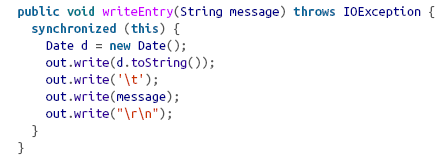 public void writeEntry(String message) throws IOException {
  synchronized (this) {
    Date d = new Date();
    out.write(d.toString());
    out.write('\t');
    out.write(message);
    out.write("\r\n");
  }
}